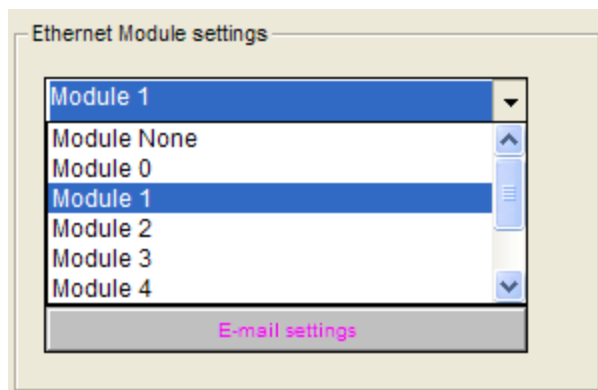 Ethernet Module settings
Module 1
Module None
Module 0
Module 1
Module 2
Module 3
Module 4
E-mail settings